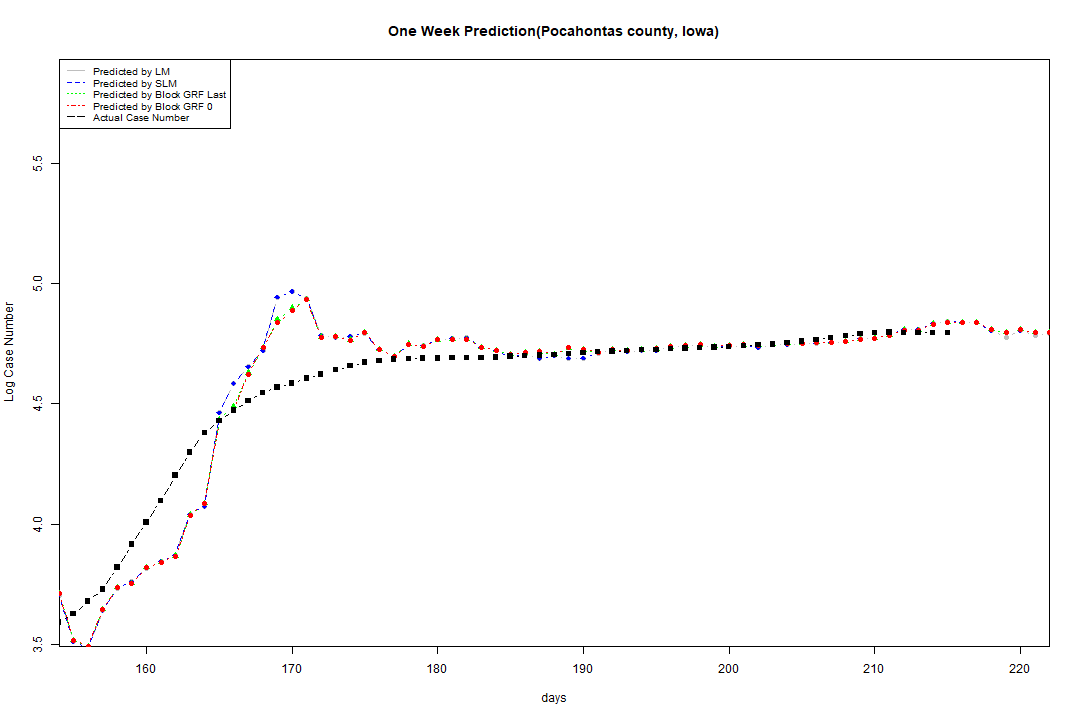 One Week Prediction(Pocahontas county, Iowa)
Predicted by LM
Predicted by SLM
Predicted by Block GRF Last
Predicted by Block GRF 0
Actual Case Number
5.5
5.0
4.5
4.0
3.5
Log Case Number
160 170 180 190 200 210 220
days